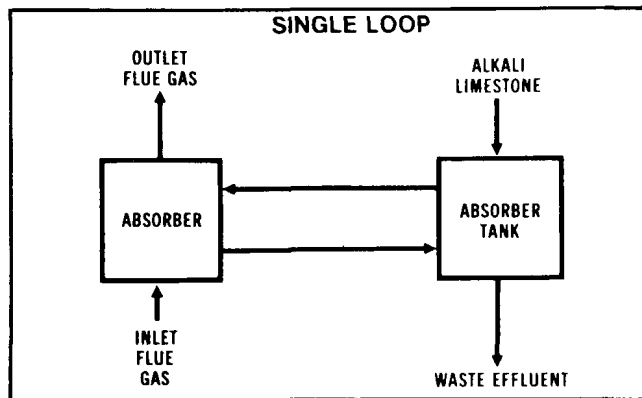 SINGLE LOOP
OUTLET
FLUE GAS
ALKALI
LIMESTONE
ABSORBER
ABSORBER
TANK
INLET
FLUE
GAS
WASTE EFFLUENT